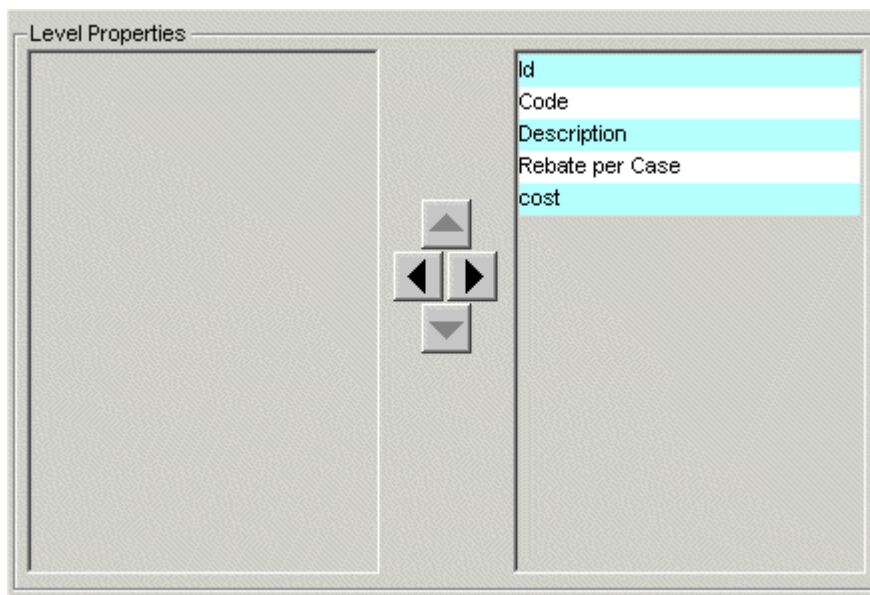 Level Properties
Id
Code
Description
Rebate per Case
cost